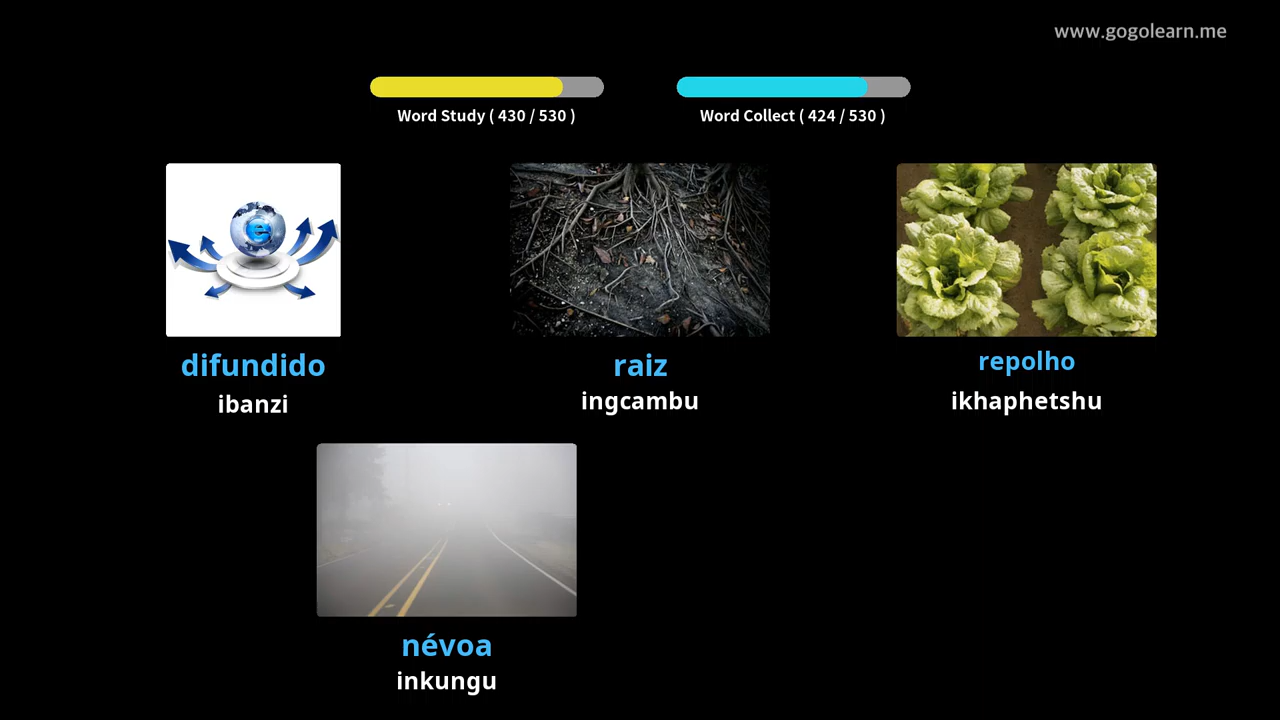 www.gogolearn.me
Word Study ( 430 / 530 )
Word Collect ( 424 / 530 )
e
difundido
ibanzi
raiz
ingcambu
repolho
ikhaphetshu
névoa
inkungu